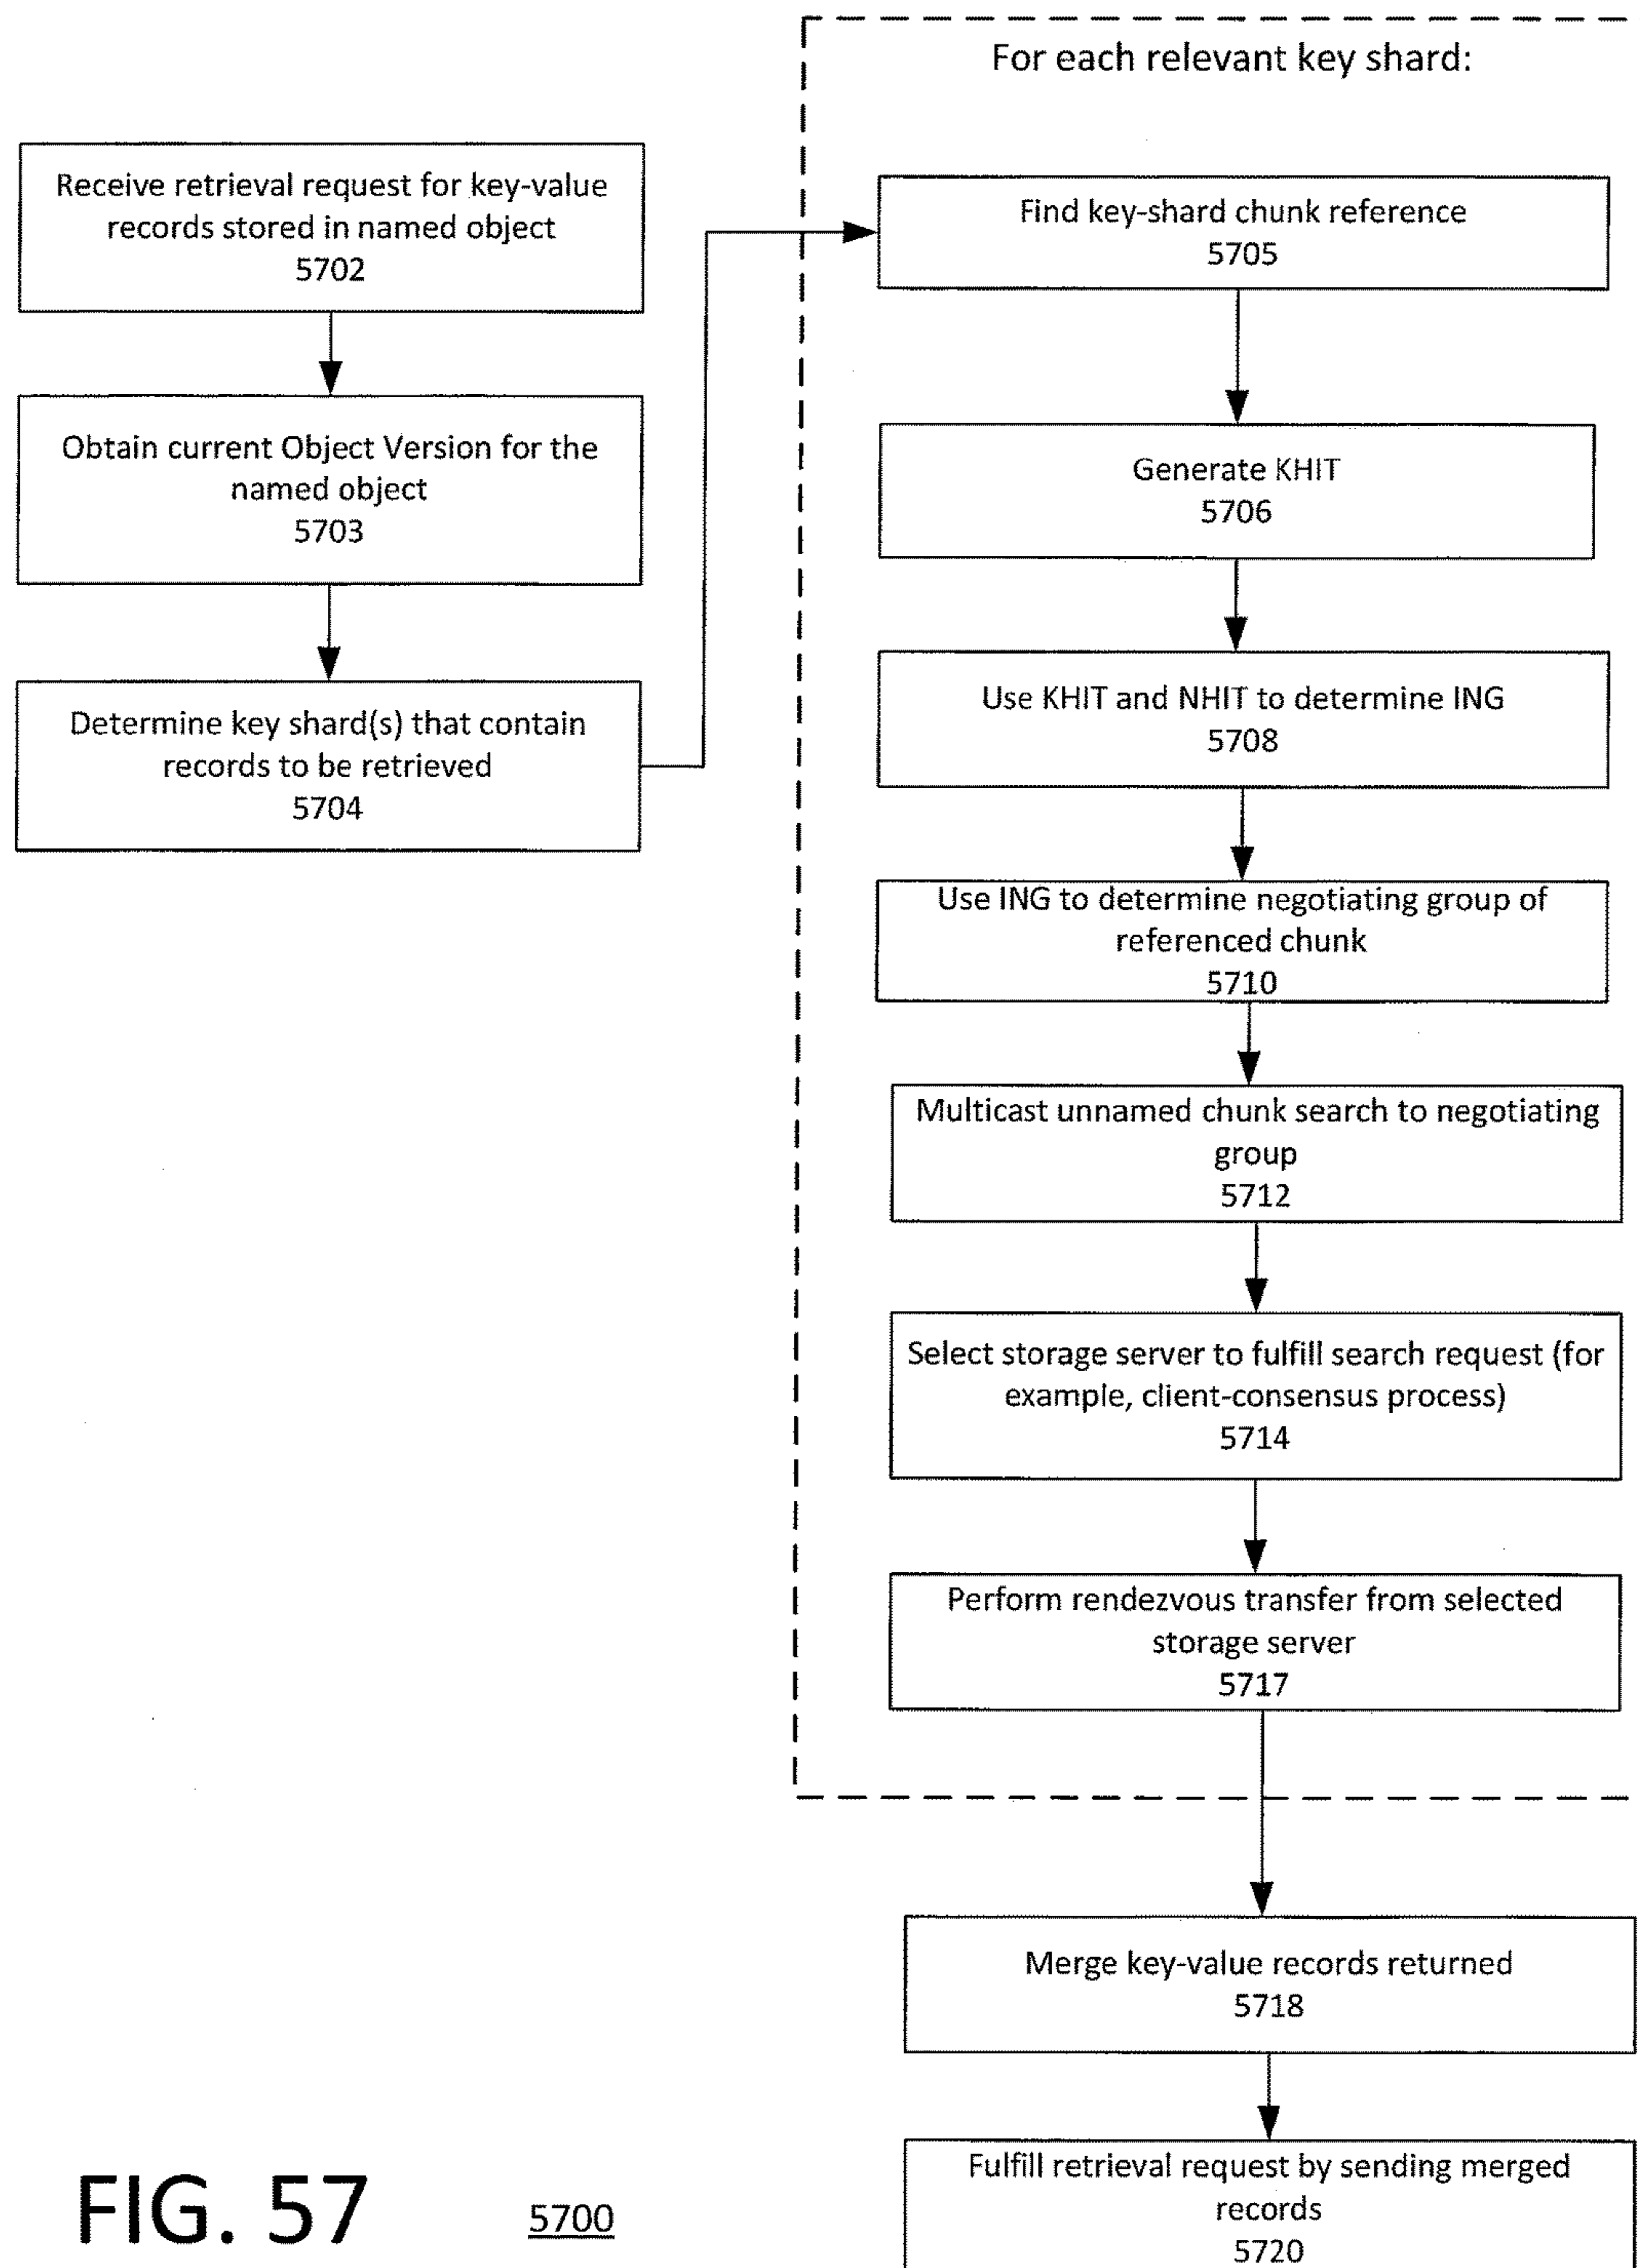 For each relevant key shard:
Receive retrieval request for key-value
records stored in named object
5702
Obtain current Object Version for the
named object
5703
Determine key shard(s) that contain
records to be retrieved
5704
Find key-shard chunk reference
5705
Generate KHIT
5706
Use KHIT and NHIT to determine ING
5708
Use ING to determine negotiating group of
referenced chunk
5710
Multicast unnamed chunk search to negotiating
group
5712
Select storage server to fulfill search request (for
example, client-consensus process)
5714
Perform rendezvous transfer from selected
storage server
5717
Merge key-value records returned
5718
Fulfill retrieval request by sending merged
records
5720
FIG. 57
5700